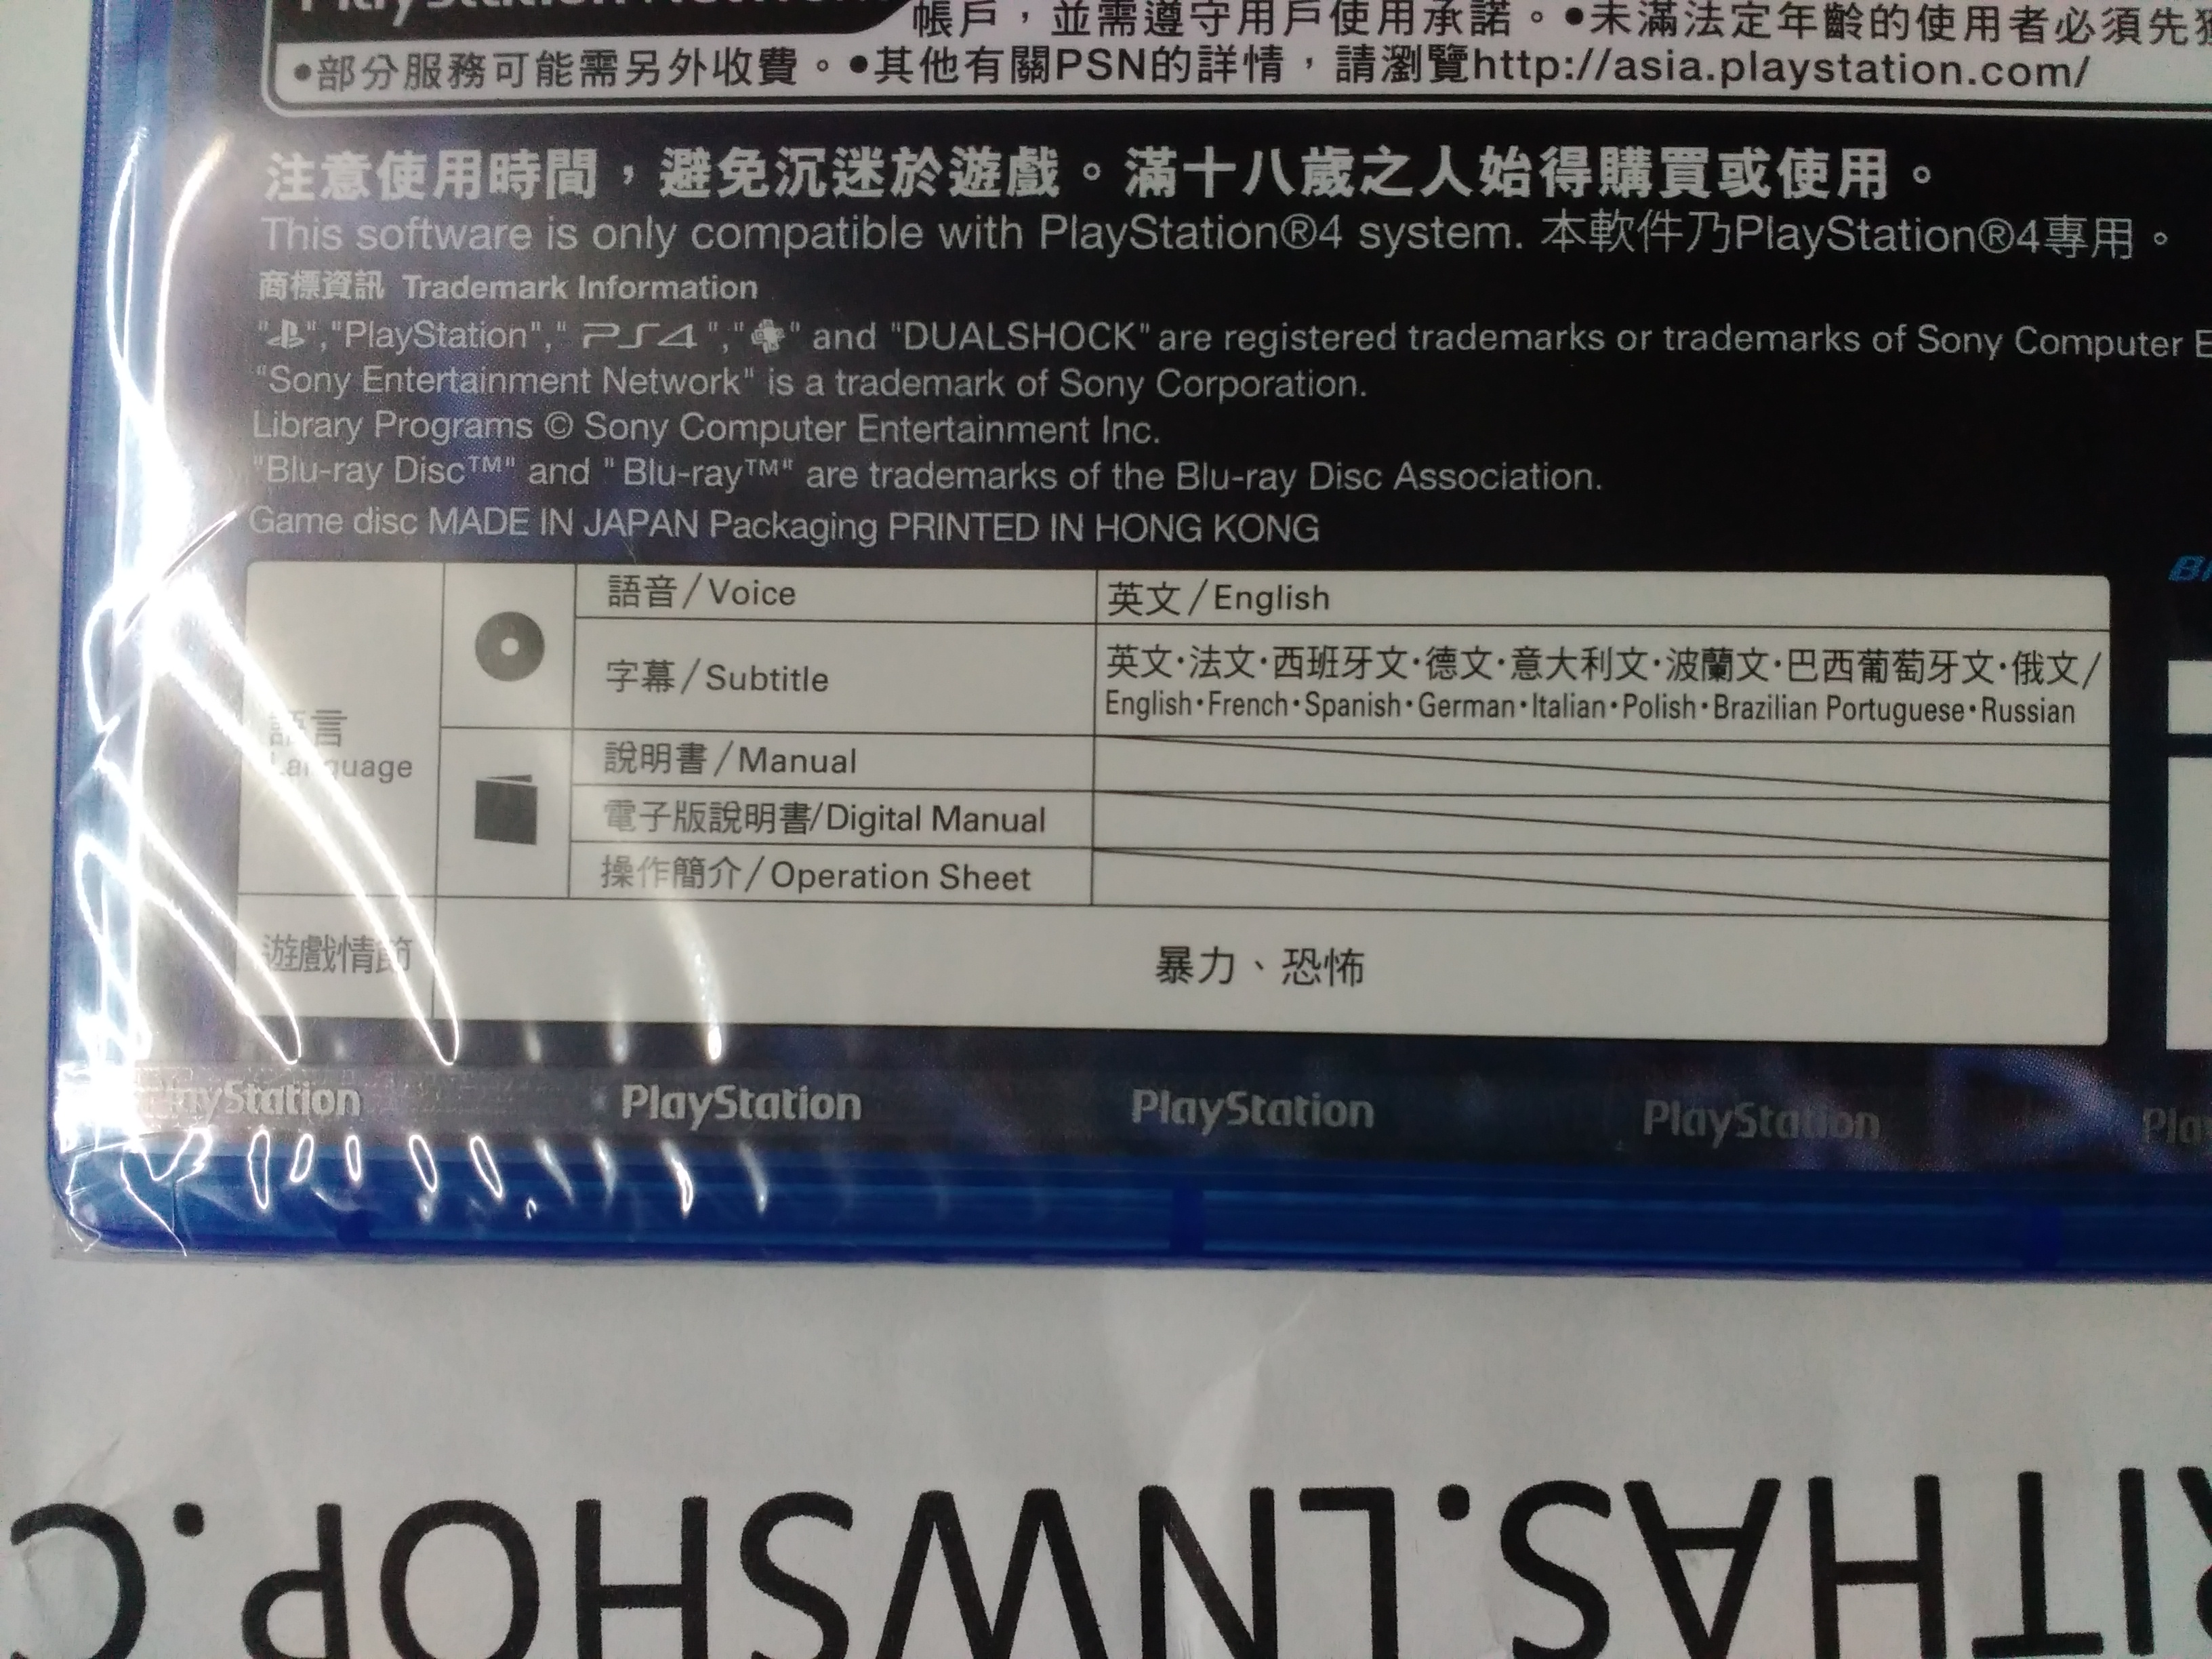 帳戶，並需遵守用戶使用承諾。●未滿法定年齡的使用者必須先
●部分服務可能需另外收費。●其他有關PSN的詳情，請瀏覽http://asia.playstation.com/
注意使用時間，避免沉迷於遊戲。滿十八歲之人始得購買或使用。
This software is only compatible with PlayStation®4 system. 本軟件乃PlayStation®4專用。
商標資訊 Trademark Information
"","PlayStation"," PS4 ","" and "DUALSHOCK" are registered trademarks or trademarks of Sony Computer E
"Sony Entertainment Network" is a trademark of Sony Corporation.
Library Programs © Sony Computer Entertainment Inc.
"Blu-ray Disc™" and " Blu-ray™" are trademarks of the Blu-ray Disc Association.
Game disc MADE IN JAPAN Packaging PRINTED IN HONG KONG
語言
Language
語音/Voice
英文/English
字幕/Subtitle
英文·法文·西班牙文·德文·意大利文·波蘭文·巴西葡萄牙文·俄文/
English·French·Spanish·German·Italian·Polish·Brazilian Portuguese·Russian
說明書/Manual
電子版說明書/Digital Manual
操作簡介/Operation Sheet
遊戲情節
暴力、恐怖
PlayStation PlayStation PlayStation PlayStation Pla
RITHAS.LNWSHOP.C